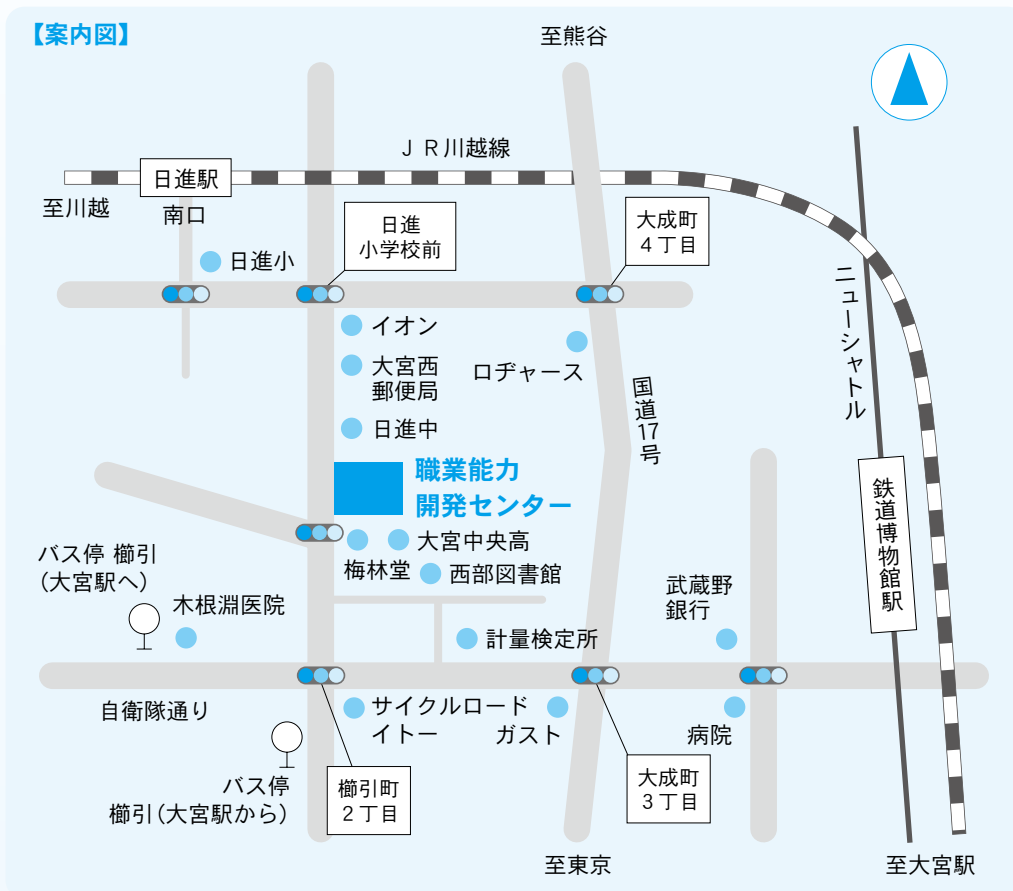 【案内図】
至熊谷
ＪＲ川越線
日進駅
至川越
南口
日進
小学校前
大成町
４丁目
日進小
ニューシャトル
イオン
大宮西
郵便局
ロヂャース
国道17号
日進中
職業能力
開発センター
鉄道博物館駅
大宮中央高
梅林堂
西部図書館
バス停 櫛引
(大宮駅へ)
木根淵医院
武蔵野
銀行
計量検定所
自衛隊通り
サイクルロード
イトー
ガスト
病院
バス停
櫛引(大宮駅から)
櫛引町
２丁目
大成町
３丁目
至東京
至大宮駅